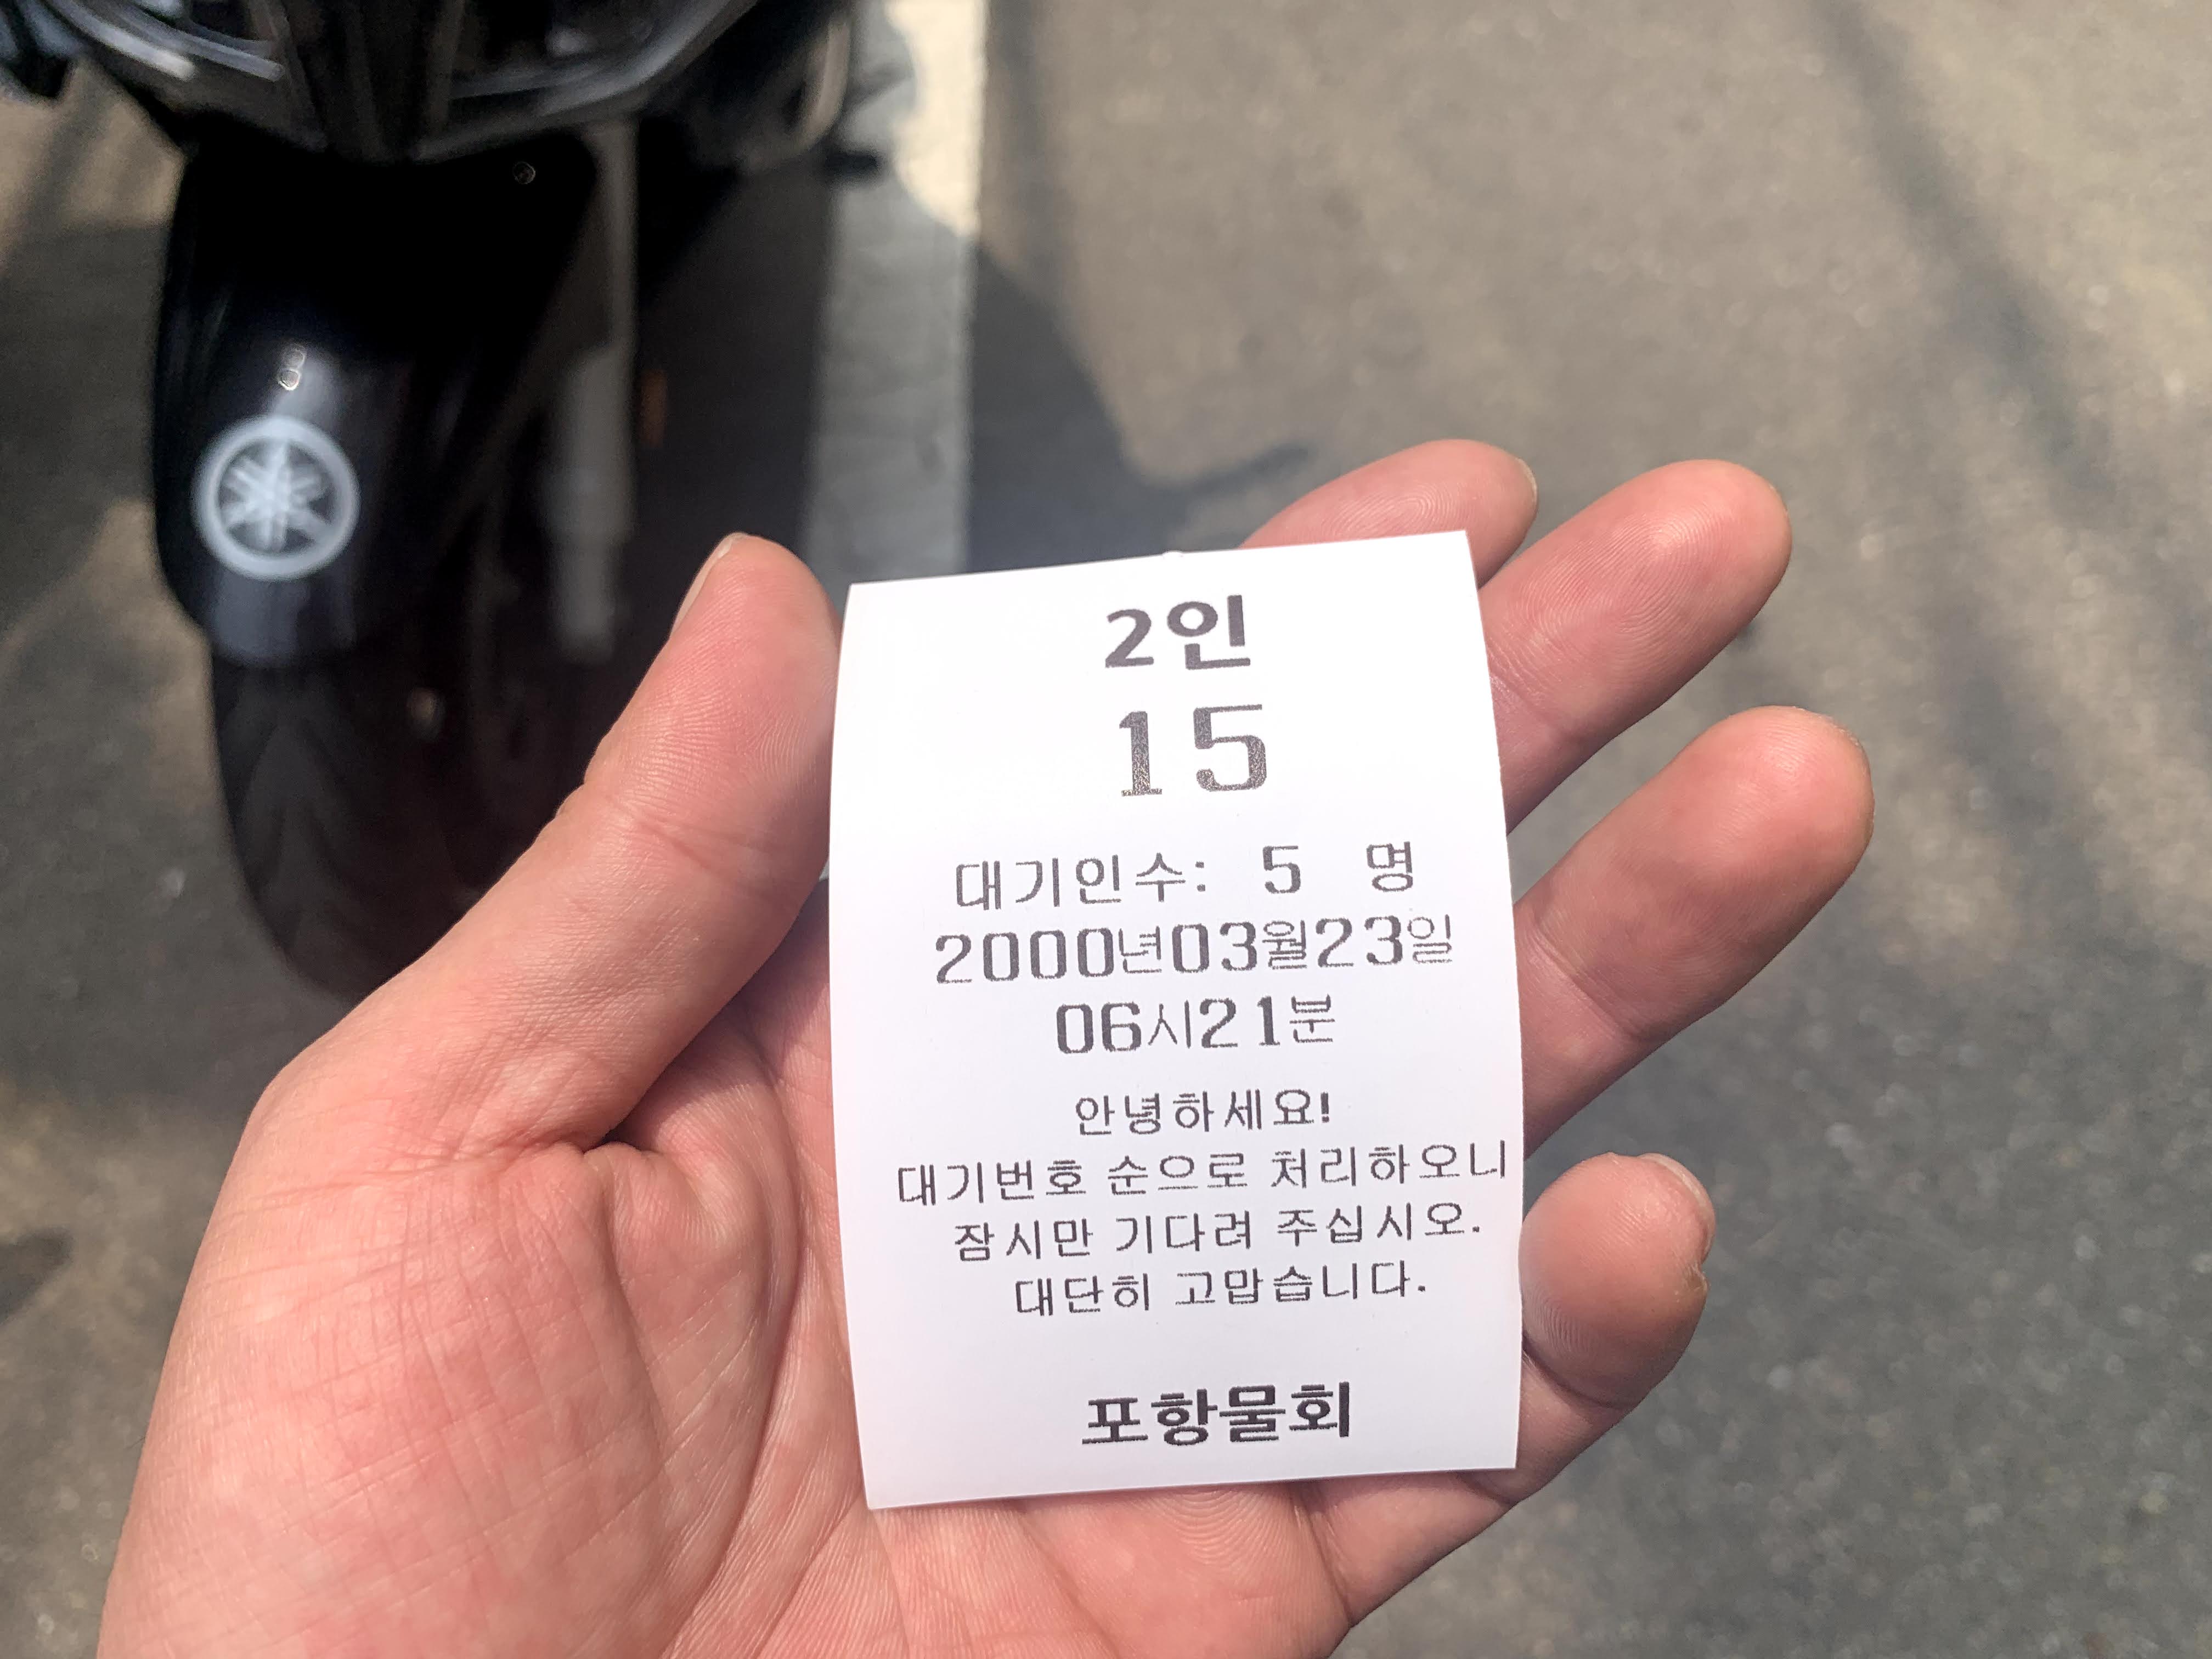 2인
15
대기인수: 5 명
2000년03월23일
06시21분
안녕하세요!
대기번호 순으로 처리하오니
잠시만 기다려 주십시오.
대단히 고맙습니다.
포항물회